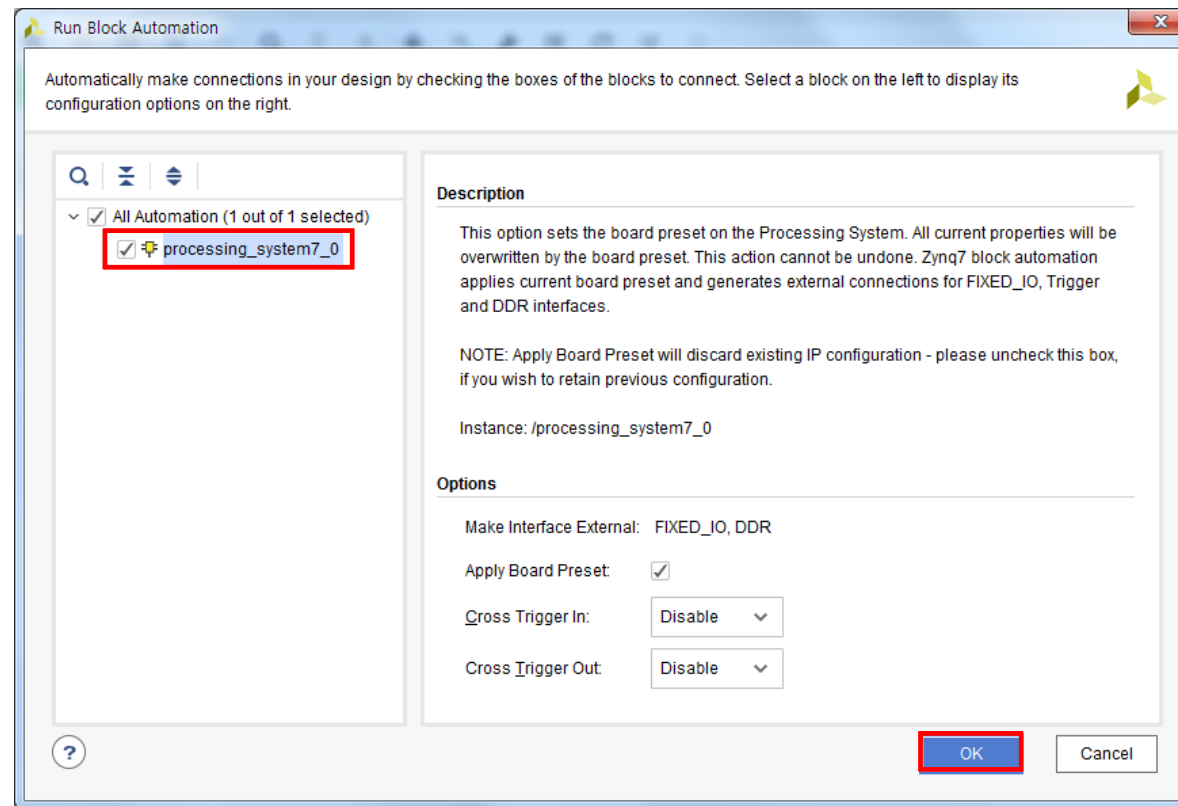 Run Block Automation
Automatically make connections in your design by checking the boxes of the blocks to connect. Select a block on the left to display its
configuration options on the right.
All Automation (1 out of 1 selected)
processing_system7_0
Description
This option sets the board preset on the Processing System. All current properties will be
overwritten by the board preset. This action cannot be undone. Zynq7 block automation
applies current board preset and generates external connections for FIXED_IO, Trigger
and DDR interfaces.
NOTE: Apply Board Preset will discard existing IP configuration - please uncheck this box,
if you wish to retain previous configuration.
Instance: /processing_system7_0
Options
Make Interface External: FIXED_IO, DDR
Apply Board Preset:
Cross Trigger In: Disable
Cross Trigger Out: Disable
? OK Cancel